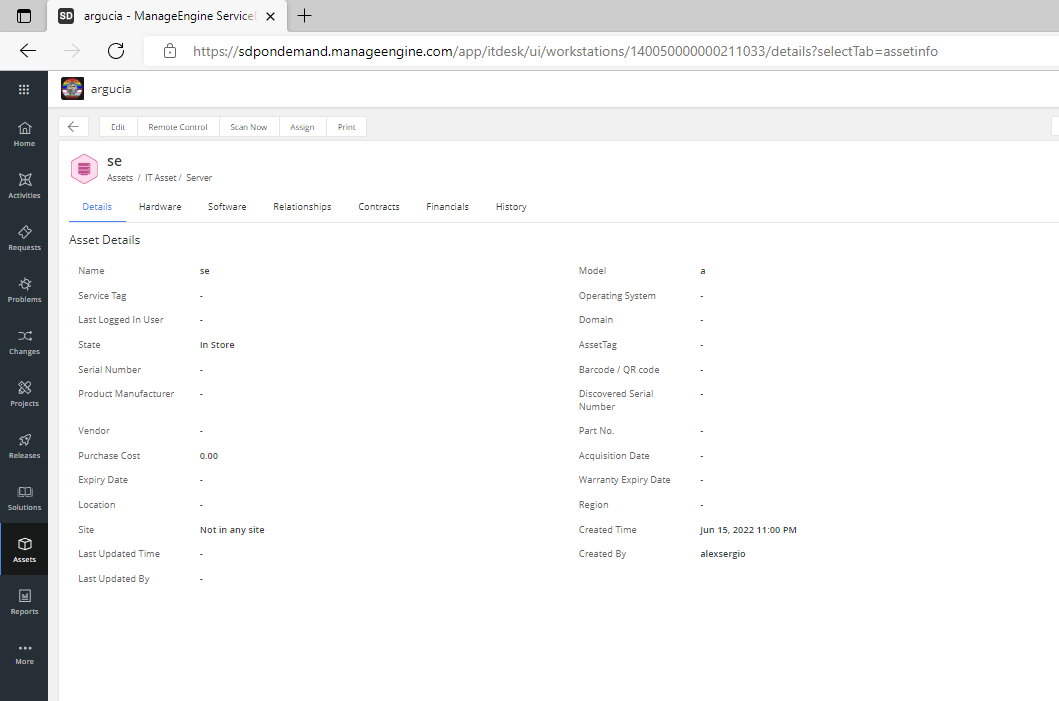 SD argucia - ManageEngine ServiceD
https://sdpondemand.manageengine.com/app/itdesk/ui/workstations/140050000000211033/details?selectTab=assetinfo
argucia
Edit Remote Control Scan Now Assign Print
Home
Activities
Requests
Problems
Changes
Projects
Releases
Solutions
Assets
Reports
More
se
Assets / IT Asset / Server
Details Hardware Software Relationships Contracts Financials History
Asset Details
Name se Model a
Service Tag - Operating System -
Last Logged In User - Domain -
State In Store AssetTag -
Serial Number - Barcode / QR code -
Product Manufacturer - Discovered Serial Number -
Vendor - Part No. -
Purchase Cost 0.00 Acquisition Date -
Expiry Date - Warranty Expiry Date -
Location - Region -
Site Not in any site Created Time Jun 15, 2022 11:00 PM
Last Updated Time - Created By alexsergio
Last Updated By -